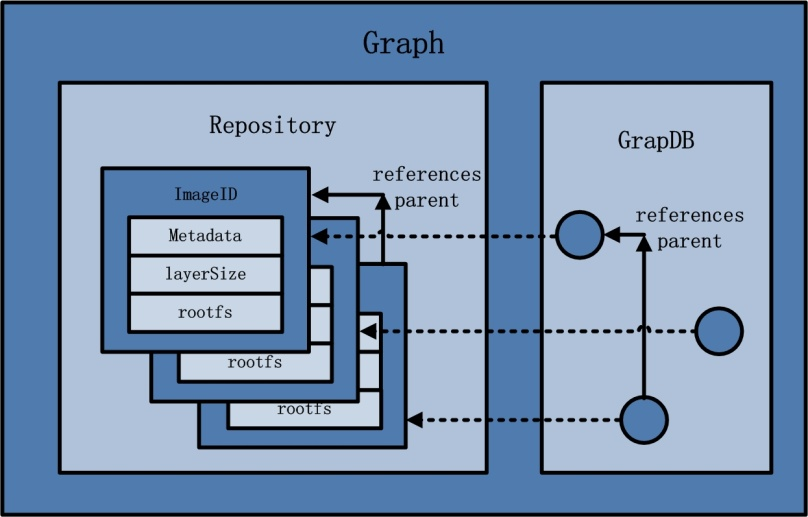 Graph
Repository
references
parent
ImageID
Metadata
layerSize
rootfs
rootfs
rootfs
GrapDB
references
parent